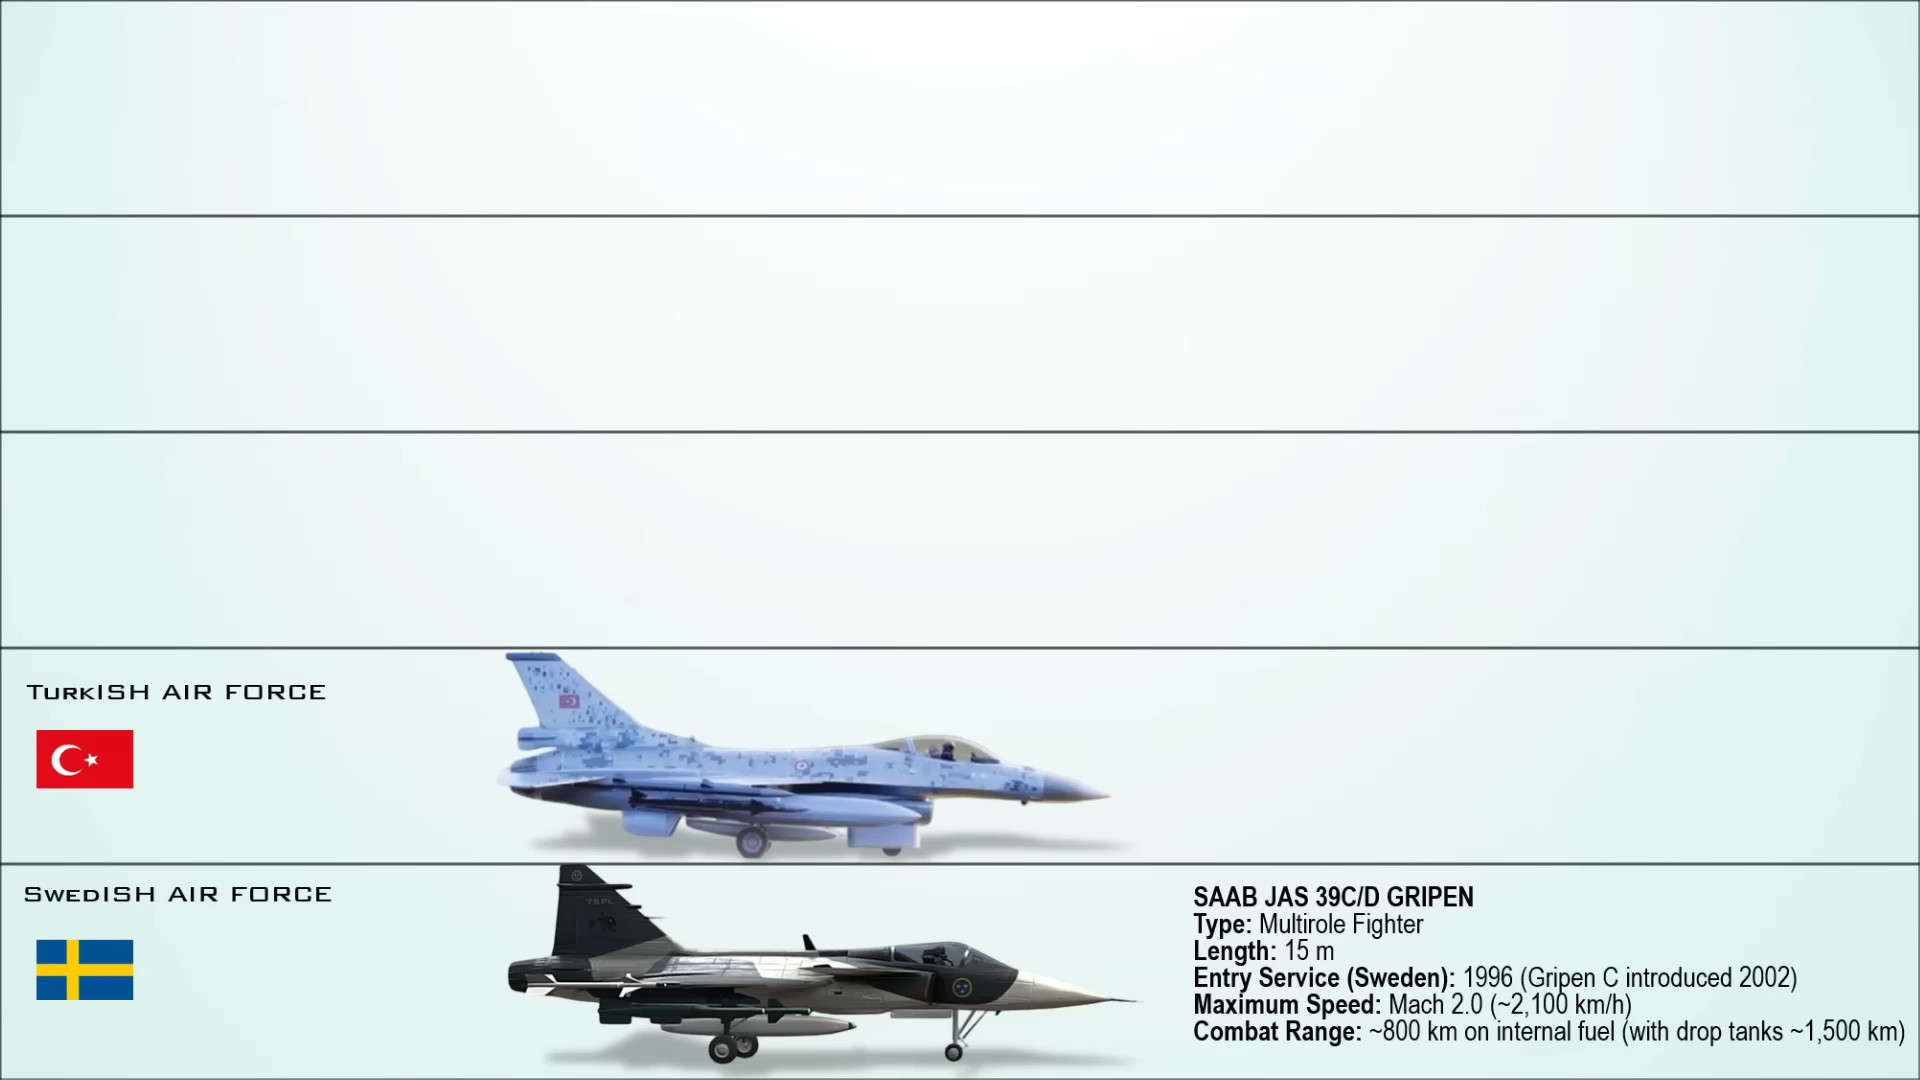 TurkISH AIR FORCE
SwedISH AIR FORCE
SAAB JAS 39C/D GRIPEN
Type: Multirole Fighter
Length: 15 m
Entry Service (Sweden): 1996 (Gripen C introduced 2002)
Maximum Speed: Mach 2.0 (~2,100 km/h)
Combat Range: ~800 km on internal fuel (with drop tanks ~1,500 km)